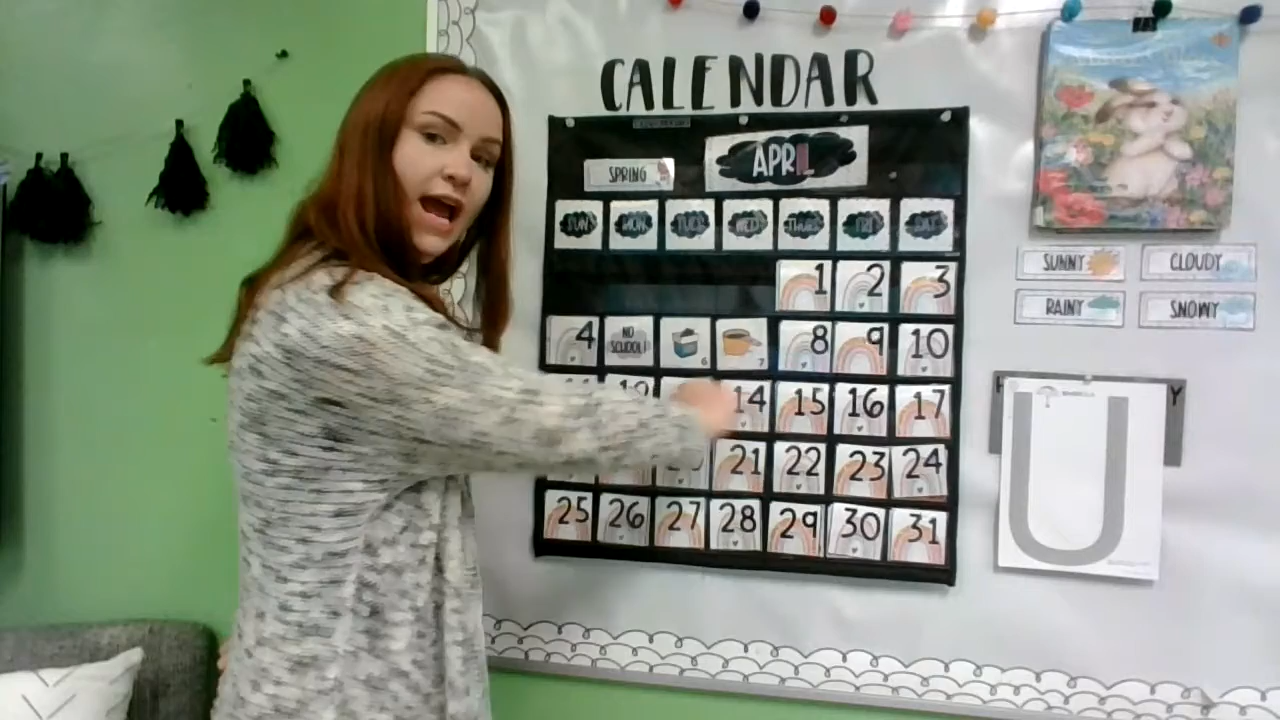 CALENDAR
SPRING
APRIL
SUN MON TUES WED THURS FRI SAT
1 2 3
4 NO SCHOOL! 6 7 8 9 10
14 15 16 17
21 22 23 24
25 26 27 28 29 30 31
SUNNY CLOUDY
RAINY SNOWY
Y
U